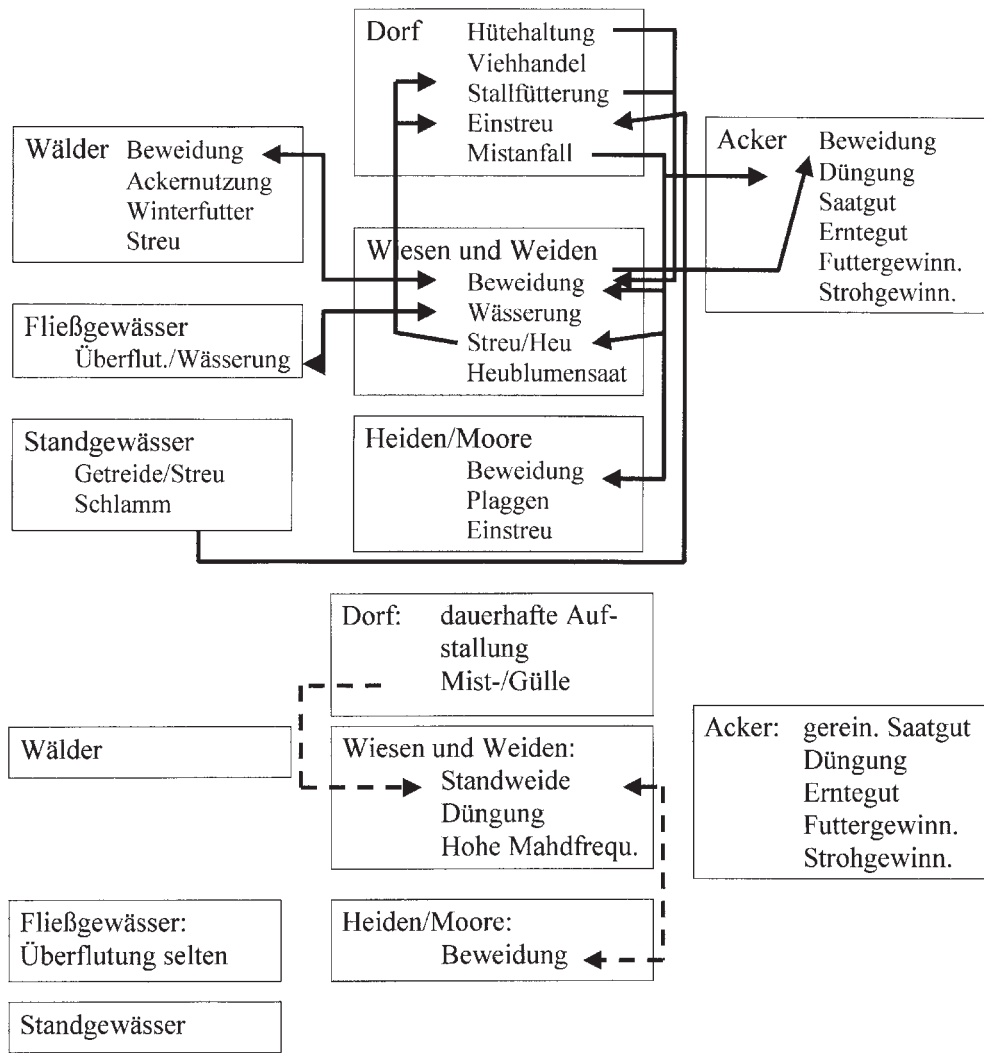 Dorf Hütehaltung
Viehhandel
Stallfütterung
Einstreu
Mistanfall
Wälder Beweidung
Ackernutzung
Winterfutter
Streu
Acker Beweidung
Düngung
Saatgut
Erntegut
Futtergewinn.
Strohgewinn.
Wiesen und Weiden
Beweidung
Wässerung
Streu/Heu
Heublumensaat
Fließgewässer
Überflut./Wässerung
Standgewässer
Getreide/Streu
Schlamm
Heiden/Moore
Beweidung
Plaggen
Einstreu
Dorf: dauerhafte Auf-
stallung
Mist-/Gülle
Wälder
Wiesen und Weiden:
Standweide
Düngung
Hohe Mahdfrequ.
Acker: gerein. Saatgut
Düngung
Erntegut
Futtergewinn.
Strohgewinn.
Fließgewässer:
Überflutung selten
Heiden/Moore:
Beweidung
Standgewässer